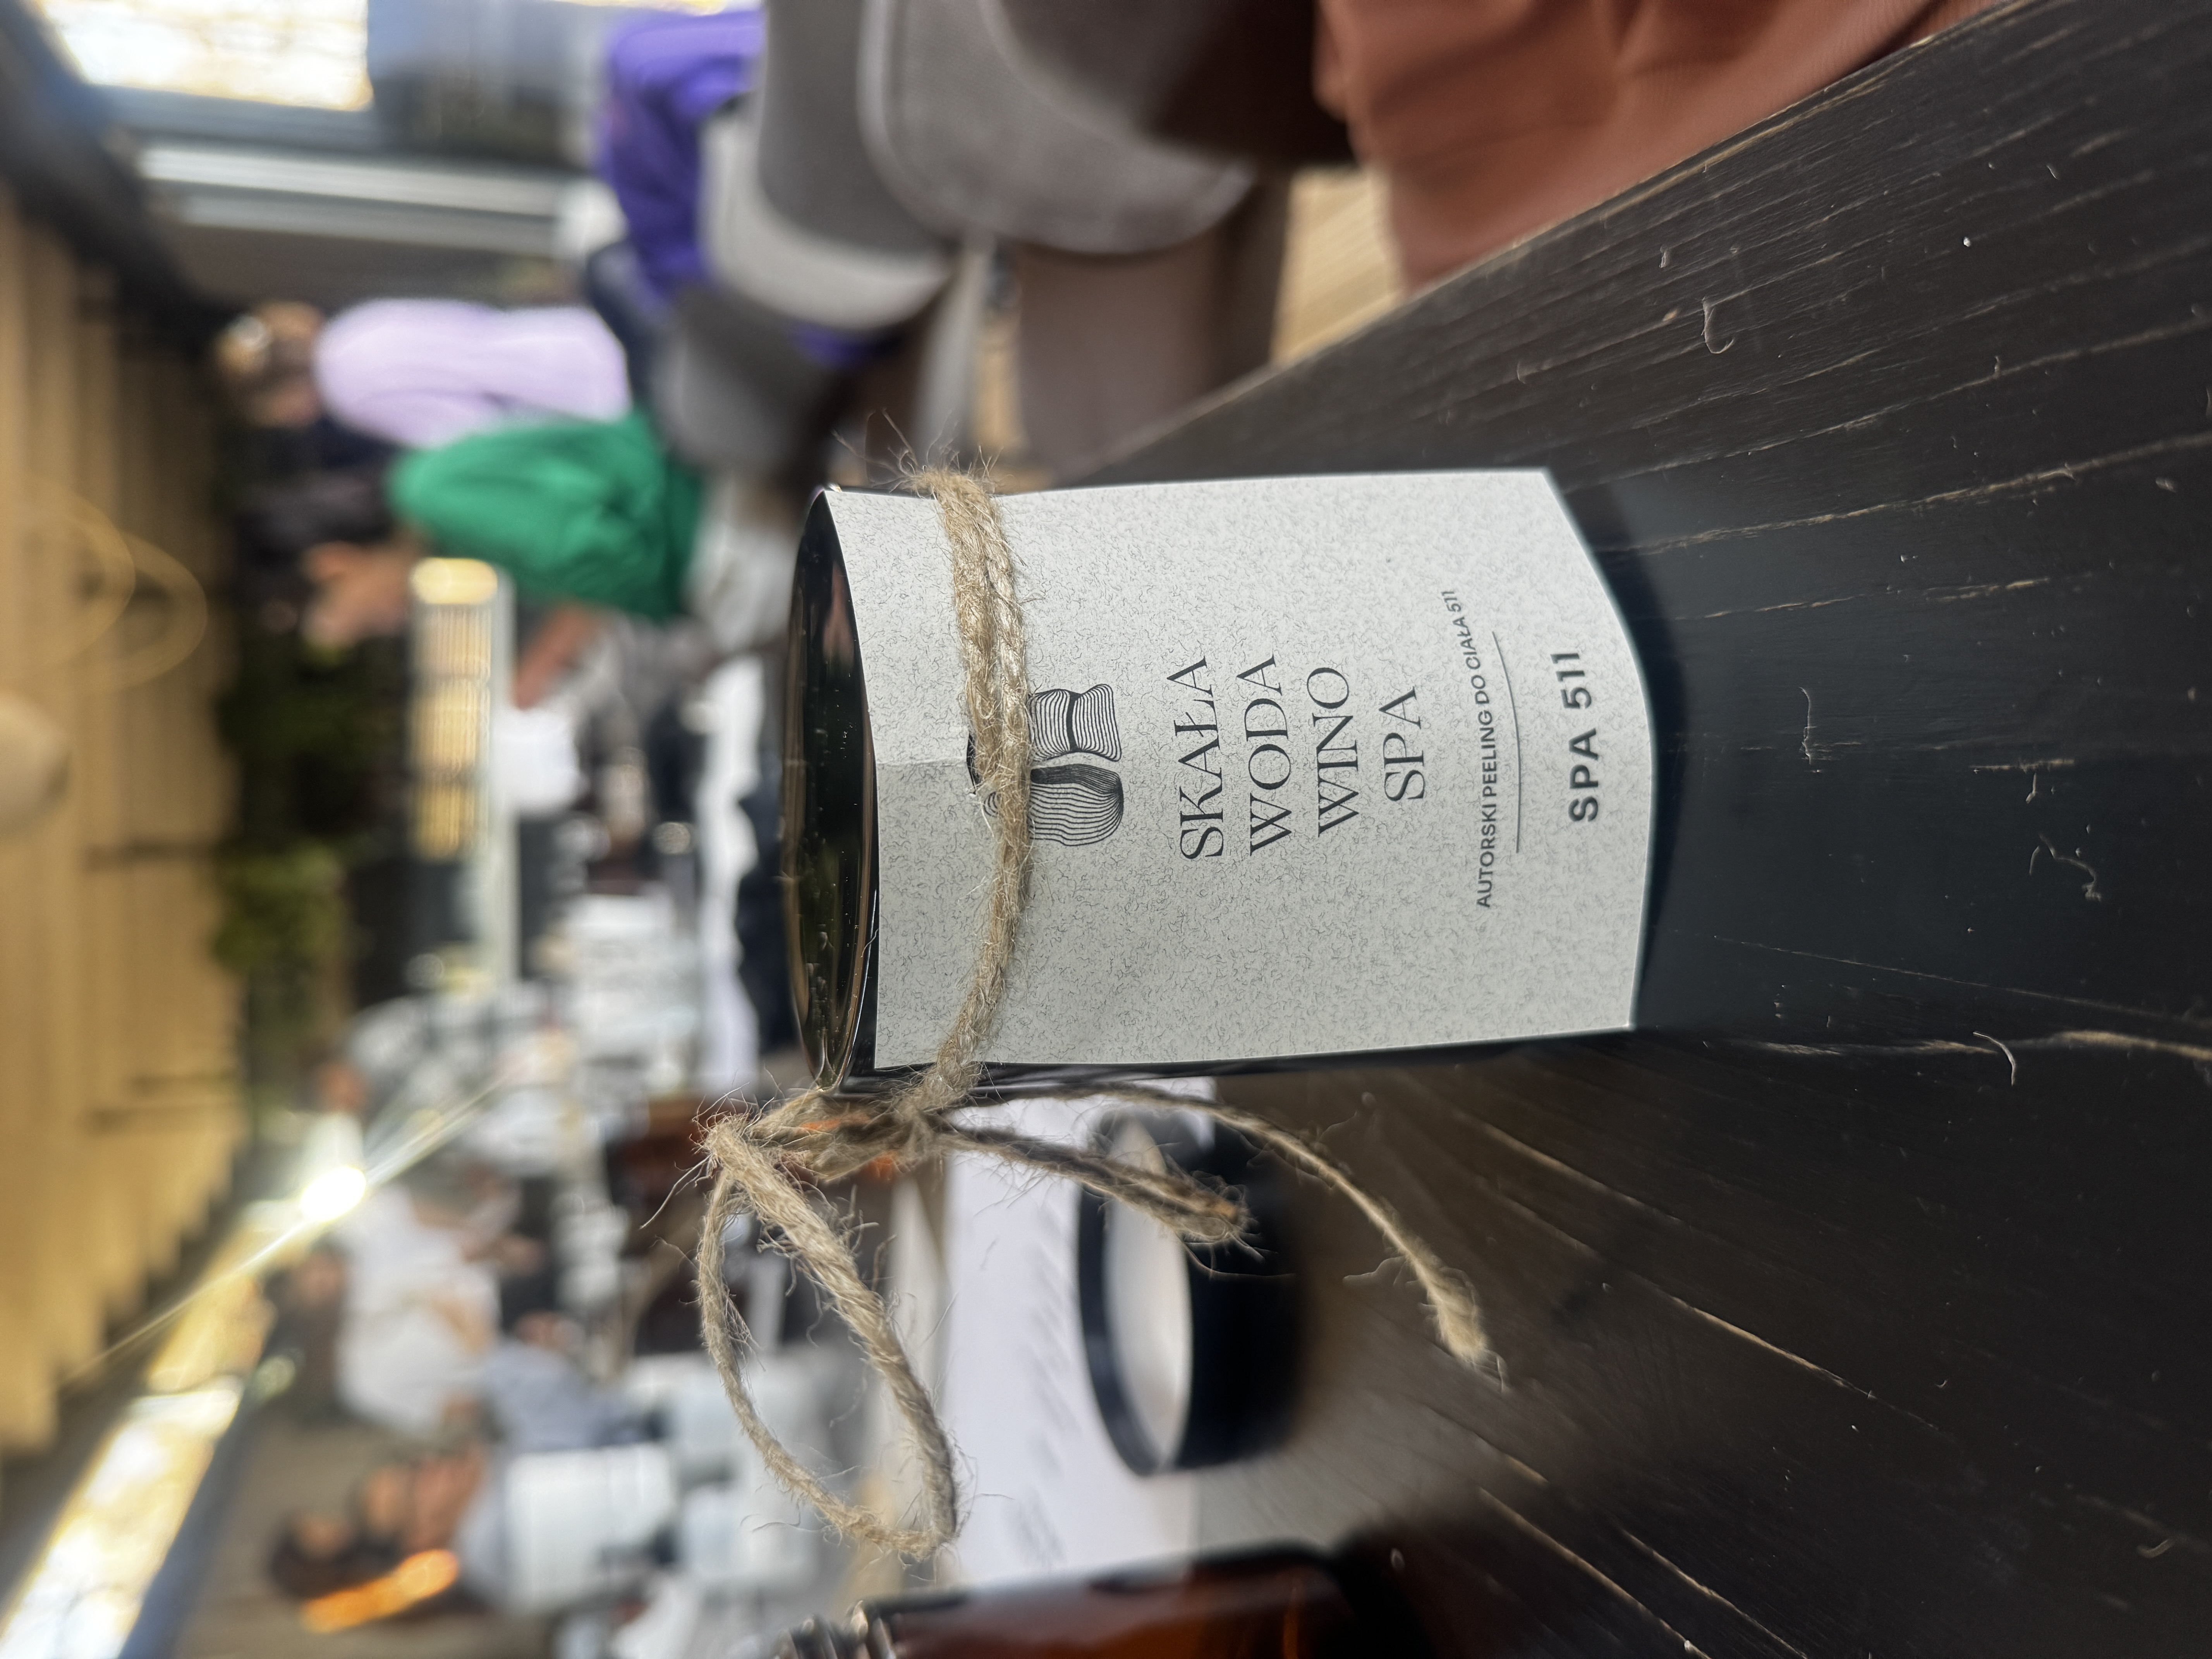 SKAŁA
WODA
WINO
SPA
AUTORSKI PEELING DO CIAŁA 511
SPA 511